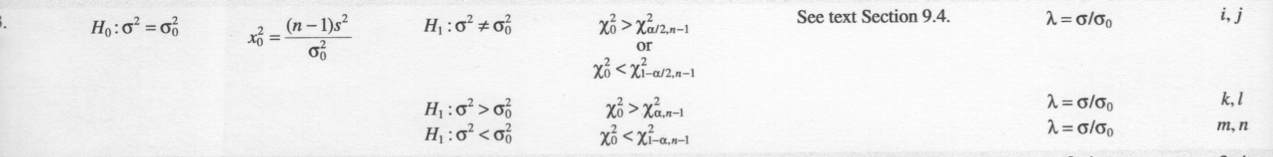 H₀ : σ² = σ₀² x₀² = (n − 1)s² / σ₀² H₁ : σ² ≠ σ₀² χ₀² > χ²α/2,n−1 See text Section 9.4. λ = σ/σ₀ i, j
or
χ₀² < χ²1−α/2,n−1
H₁ : σ² > σ₀² χ₀² > χ²α,n−1 λ = σ/σ₀ k, l
H₁ : σ² < σ₀² χ₀² < χ²1−α,n−1 λ = σ/σ₀ m, n